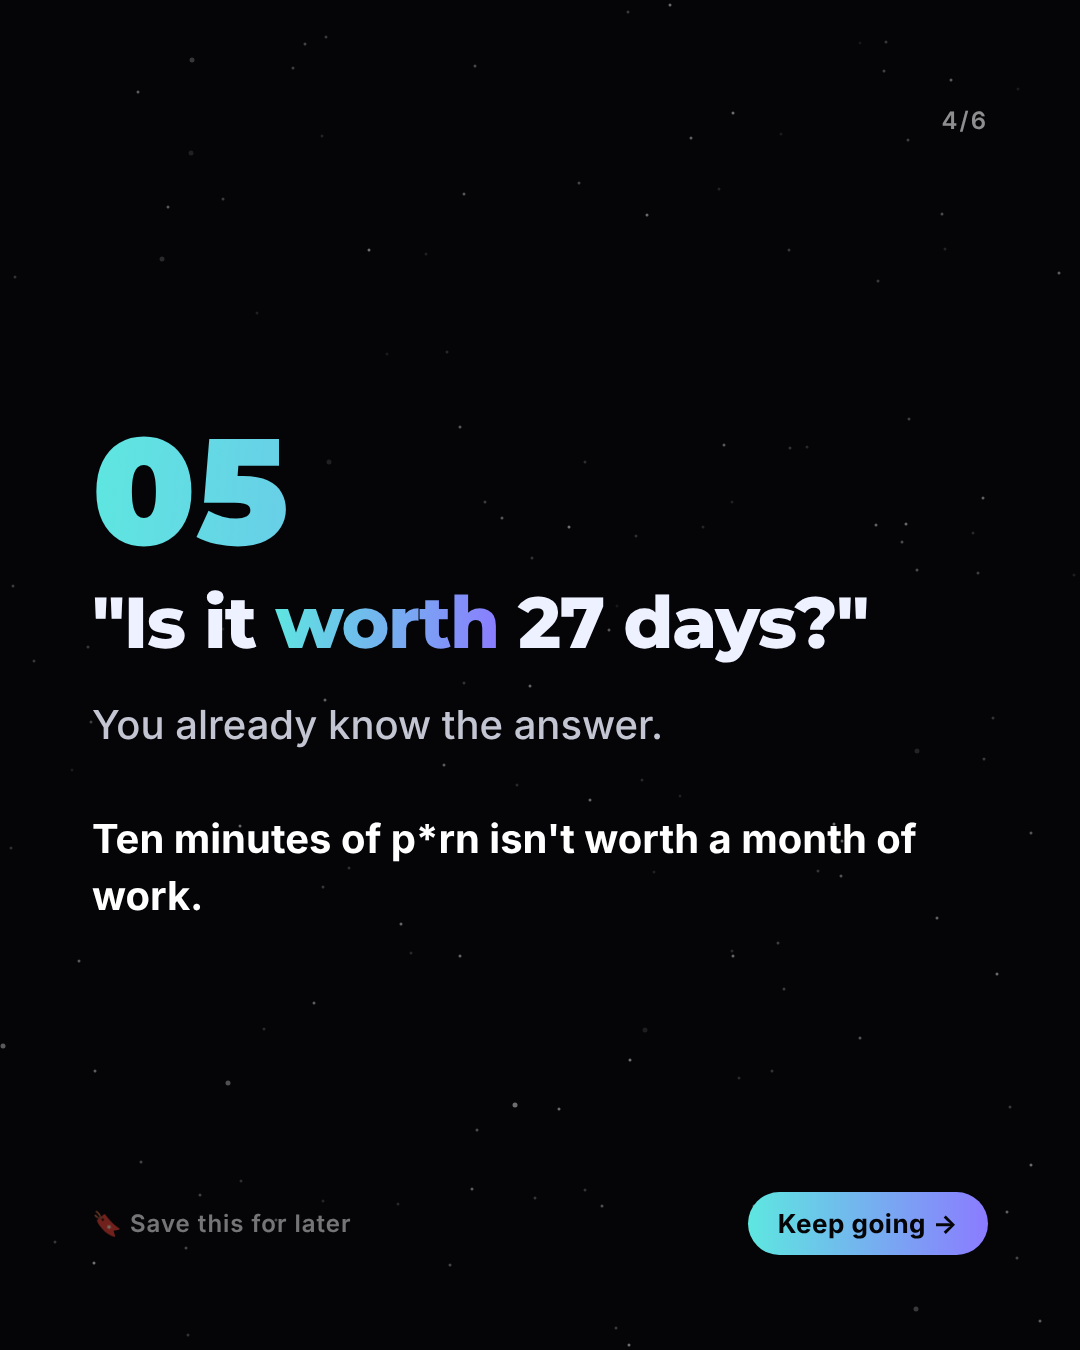 4/6
05
"Is it worth 27 days?"
You already know the answer.
Ten minutes of p*rn isn't worth a month of
work.
🔖 Save this for later
Keep going →